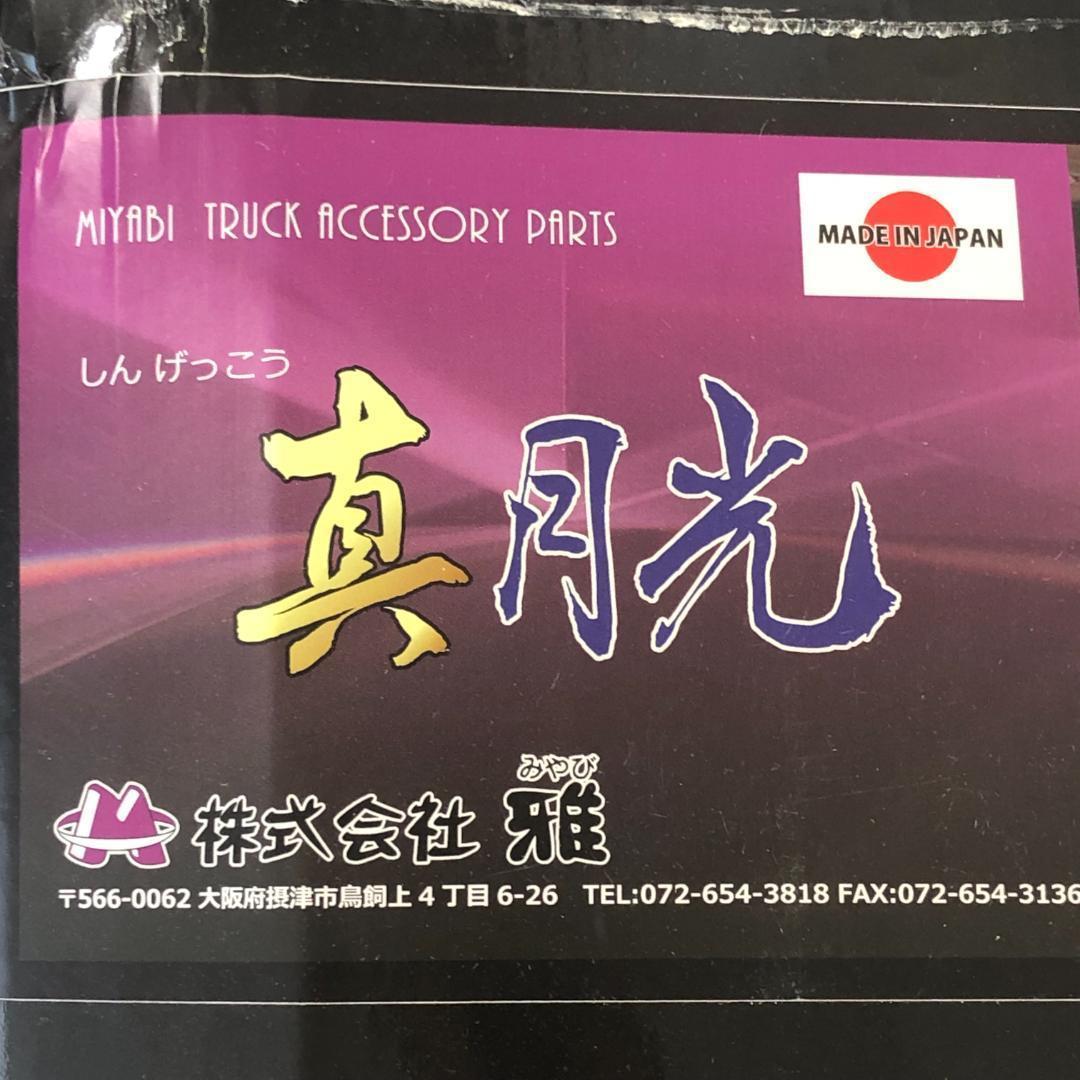 MIYABI TRUCK ACCESSORY PARTS
MADE IN JAPAN
しん げっこう
真月光
みやび
株式会社 雅
〒566-0062 大阪府摂津市鳥飼上4丁目6-26 TEL:072-654-3818 FAX:072-654-3136